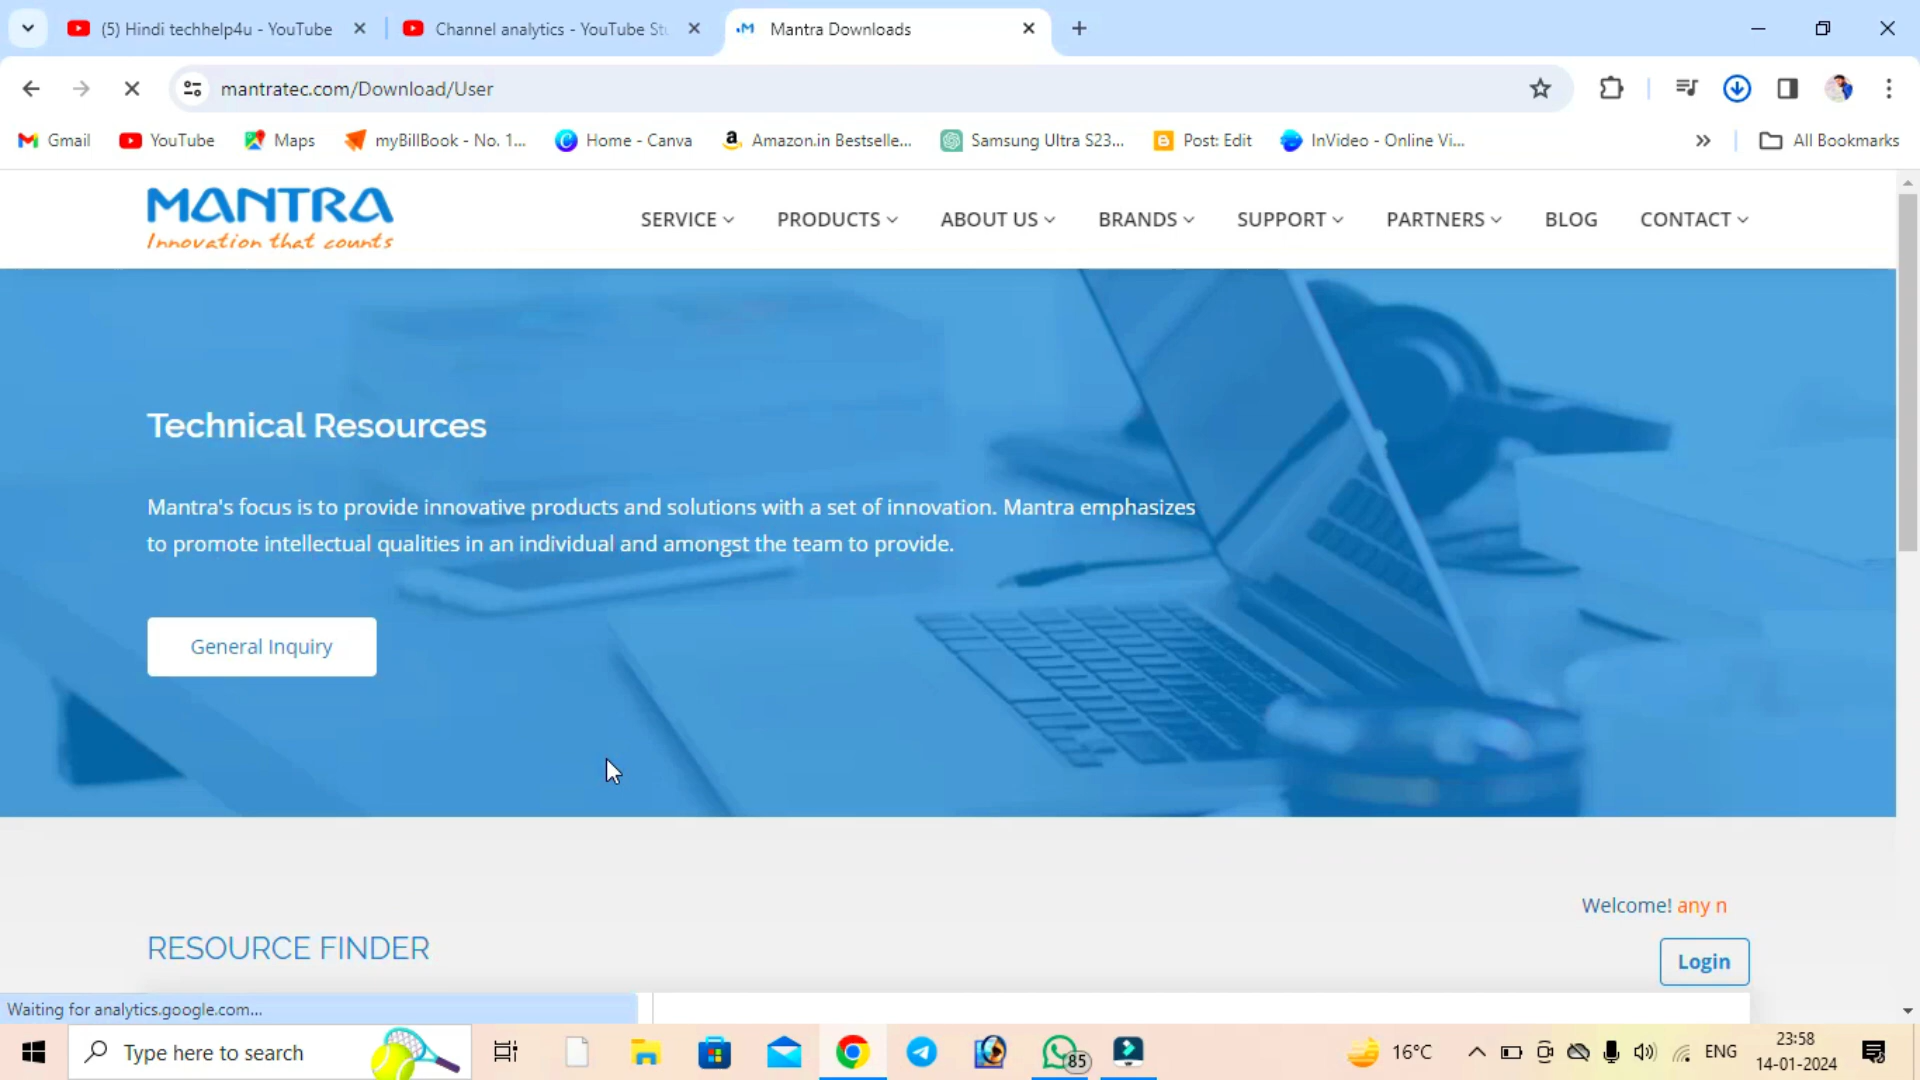 (5) Hindi techhelp4u - YouTube
Channel analytics - YouTube Stu
Mantra Downloads
mantratec.com/Download/User
Gmail
YouTube
Maps
myBillBook - No. 1...
Home - Canva
Amazon.in Bestselle...
Samsung Ultra S23...
Post: Edit
InVideo - Online Vi...
All Bookmarks
MANTRA
Innovation that counts
SERVICE
PRODUCTS
ABOUT US
BRANDS
SUPPORT
PARTNERS
BLOG
CONTACT
Technical Resources
Mantra's focus is to provide innovative products and solutions with a set of innovation. Mantra emphasizes
to promote intellectual qualities in an individual and amongst the team to provide.
General Inquiry
Welcome! any n
RESOURCE FINDER
Login
Waiting for analytics.google.com...
Type here to search
85
16°C
ENG
23:58
14-01-2024